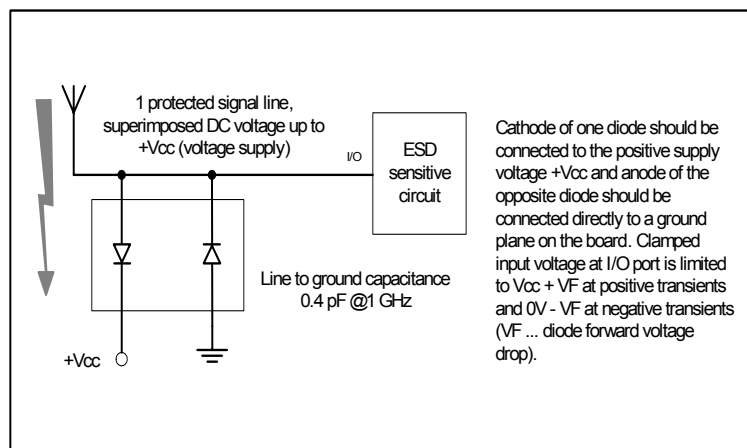 1 protected signal line,
superimposed DC voltage up to
+Vcc (voltage supply)
I/O
ESD
sensitive
circuit
Line to ground capacitance
0.4 pF @1 GHz
+Vcc
Cathode of one diode should be
connected to the positive supply
voltage +Vcc and anode of the
opposite diode should be
connected directly to a ground
plane on the board. Clamped
input voltage at I/O port is limited
to Vcc + VF at positive transients
and 0V - VF at negative transients
(VF ... diode forward voltage
drop).